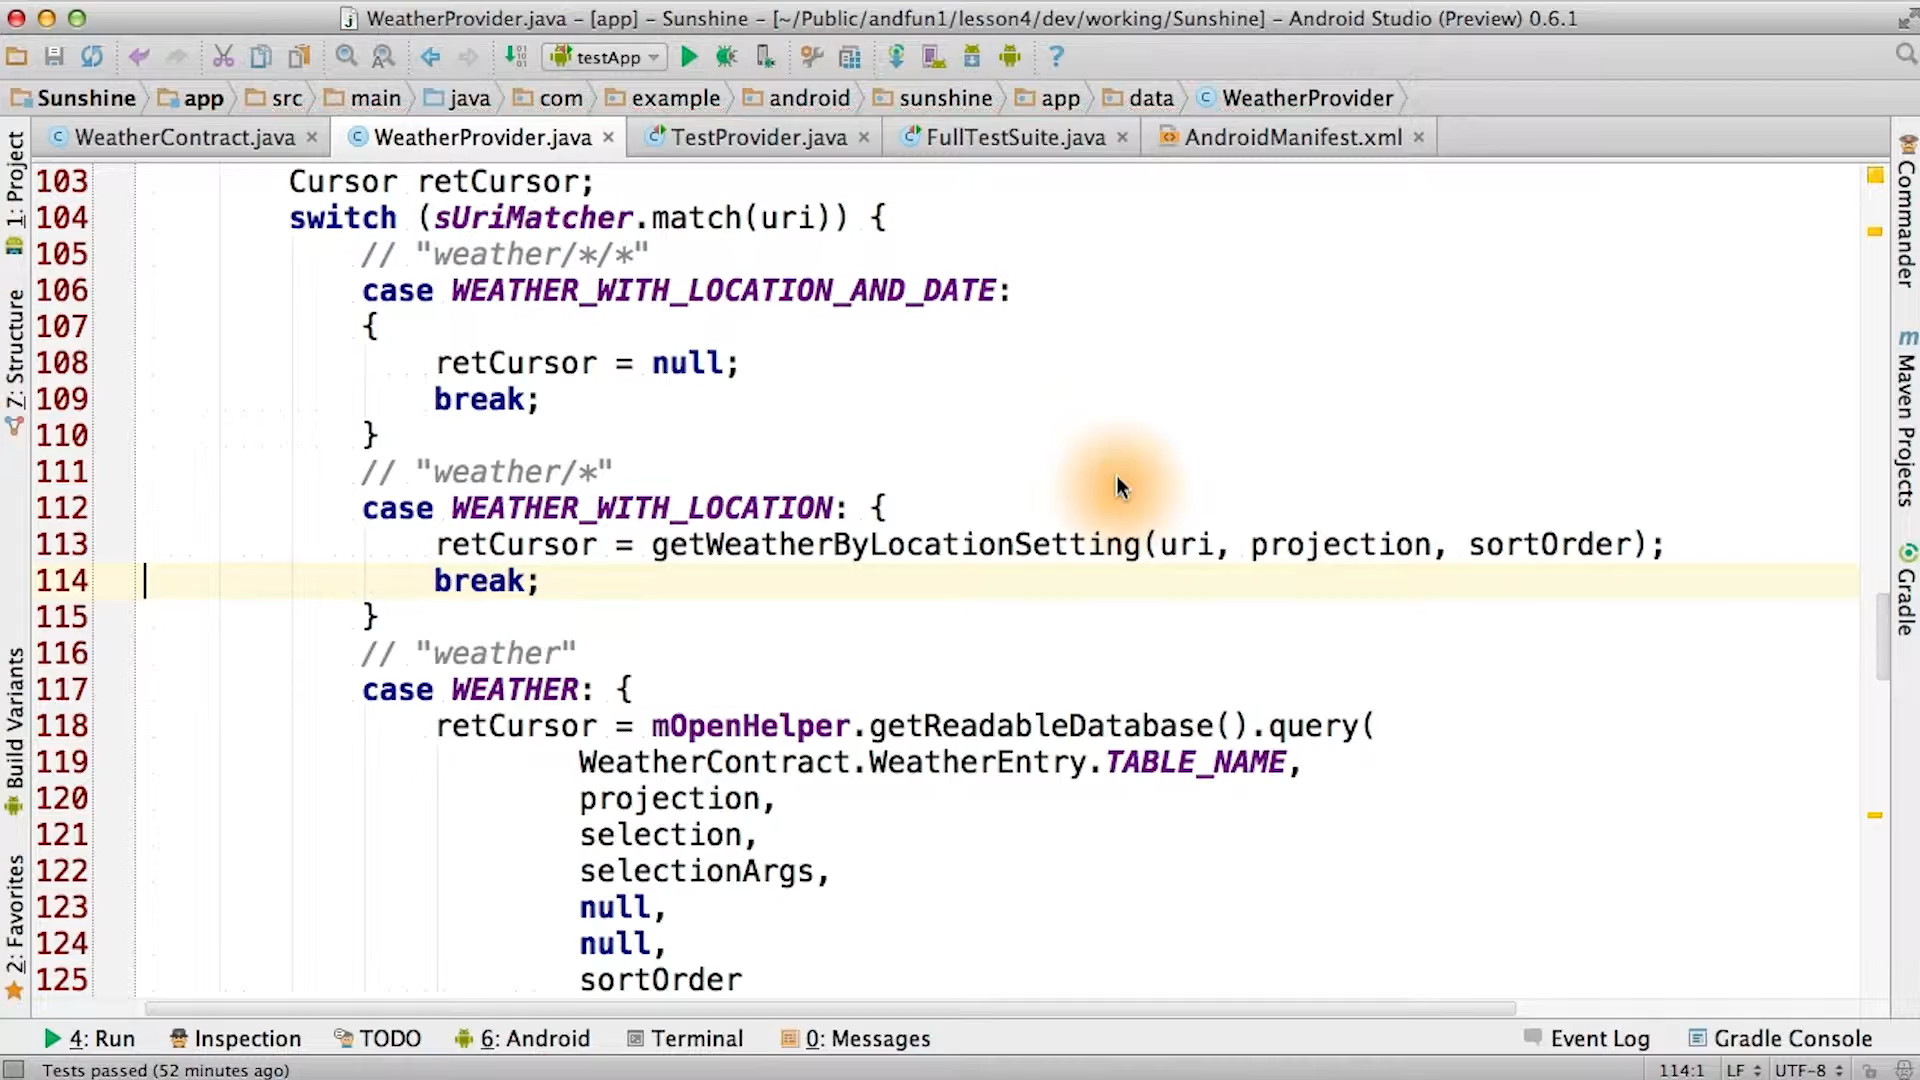 WeatherProvider.java – [app] – Sunshine – [~/Public/andfun1/lesson4/dev/working/Sunshine] – Android Studio (Preview) 0.6.1
testApp
Sunshine app src main java com example android sunshine app data WeatherProvider
WeatherContract.java WeatherProvider.java TestProvider.java FullTestSuite.java AndroidManifest.xml
1: Project
7: Structure
Build Variants
2: Favorites
103 Cursor retCursor;
104 switch (sUriMatcher.match(uri)) {
105 // "weather/*/*"
106 case WEATHER_WITH_LOCATION_AND_DATE:
107 {
108 retCursor = null;
109 break;
110 }
111 // "weather/*"
112 case WEATHER_WITH_LOCATION: {
113 retCursor = getWeatherByLocationSetting(uri, projection, sortOrder);
114 break;
115 }
116 // "weather"
117 case WEATHER: {
118 retCursor = mOpenHelper.getReadableDatabase().query(
119 WeatherContract.WeatherEntry.TABLE_NAME,
120 projection,
121 selection,
122 selectionArgs,
123 null,
124 null,
125 sortOrder
Commander
Maven Projects
Gradle
4: Run Inspection TODO 6: Android Terminal 0: Messages Event Log Gradle Console
Tests passed (52 minutes ago) 114:1 LF UTF-8